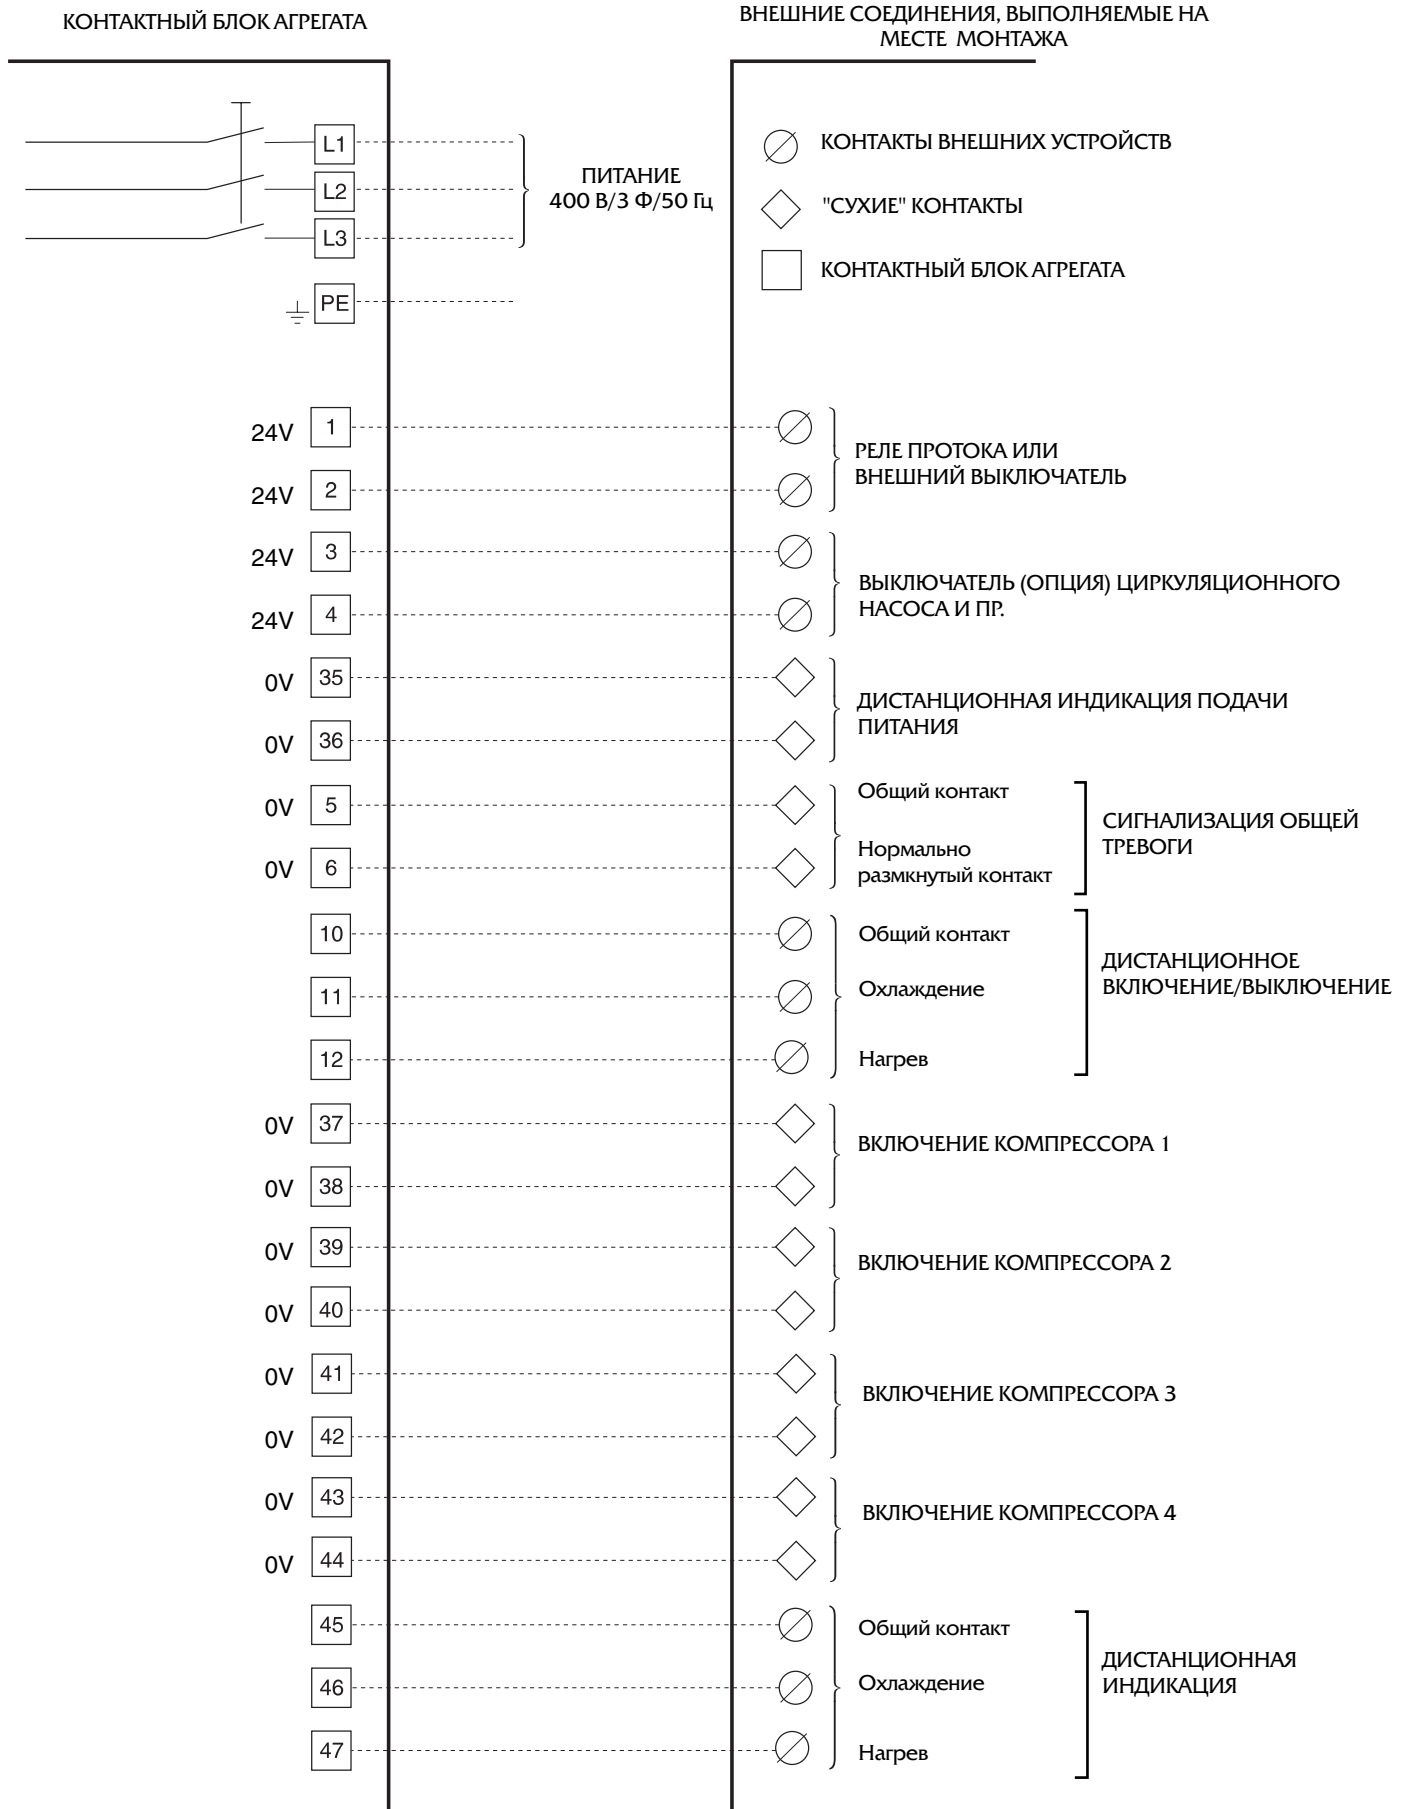 КОНТАКТНЫЙ БЛОК АГРЕГАТА
ВНЕШНИЕ СОЕДИНЕНИЯ, ВЫПОЛНЯЕМЫЕ НА
МЕСТЕ МОНТАЖА
L1
L2
L3
PE
ПИТАНИЕ
400 В/3 Ф/50 Гц
КОНТАКТЫ ВНЕШНИХ УСТРОЙСТВ
"СУХИЕ" КОНТАКТЫ
КОНТАКТНЫЙ БЛОК АГРЕГАТА
24V 1
24V 2
РЕЛЕ ПРОТОКА ИЛИ
ВНЕШНИЙ ВЫКЛЮЧАТЕЛЬ
24V 3
24V 4
ВЫКЛЮЧАТЕЛЬ (ОПЦИЯ) ЦИРКУЛЯЦИОННОГО
НАСОСА И ПР.
0V 35
0V 36
ДИСТАНЦИОННАЯ ИНДИКАЦИЯ ПОДАЧИ
ПИТАНИЯ
0V 5
Общий контакт
0V 6
Нормально
размкнутый контакт
СИГНАЛИЗАЦИЯ ОБЩЕЙ
ТРЕВОГИ
10 Общий контакт
11 Охлаждение
12 Нагрев
ДИСТАНЦИОННОЕ
ВКЛЮЧЕНИЕ/ВЫКЛЮЧЕНИЕ
0V 37
0V 38
ВКЛЮЧЕНИЕ КОМПРЕССОРА 1
0V 39
0V 40
ВКЛЮЧЕНИЕ КОМПРЕССОРА 2
0V 41
0V 42
ВКЛЮЧЕНИЕ КОМПРЕССОРА 3
0V 43
0V 44
ВКЛЮЧЕНИЕ КОМПРЕССОРА 4
45 Общий контакт
46 Охлаждение
47 Нагрев
ДИСТАНЦИОННАЯ
ИНДИКАЦИЯ